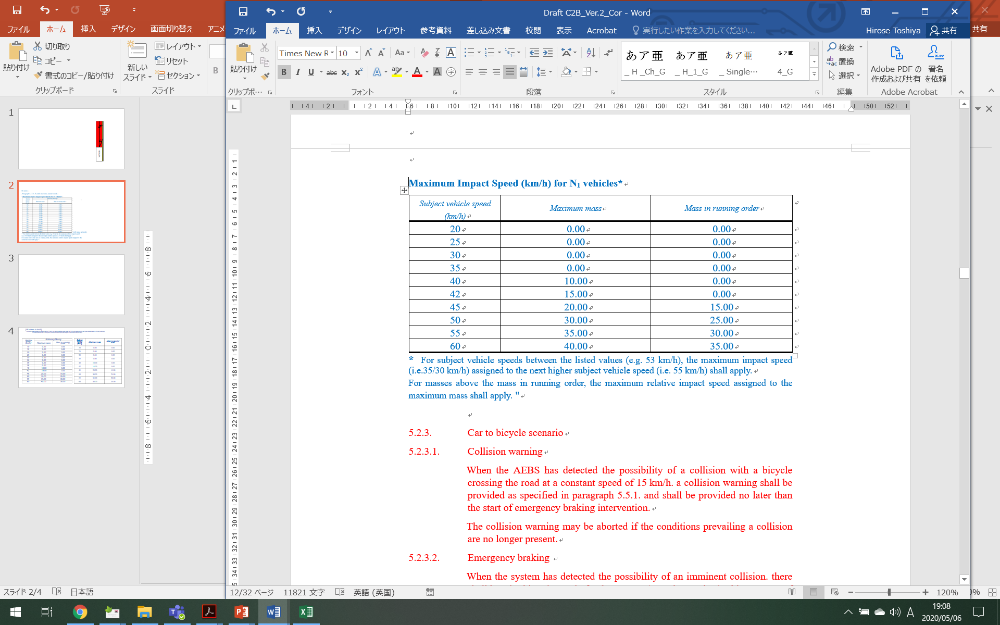 ファイル ホーム 挿入 デザイン 画面切り替え アニメ
貼り付け 切り取り コピー 書式のコピー/貼り付け クリップボード
新しい スライド レイアウト リセット セクション スライド
B
Draft C2B_Ver.2_Cor - Word
ファイル ホーム 挿入 デザイン レイアウト 参考資料 差し込み文書 校閲 表示 Acrobat 実行したい作業を入力してください... Hirose Toshiya 共有
共有
貼り付け クリップボ... Times New R 10 フォント 段落
あア亜 あア亜 あア亜 あア亜
_ H _Ch_G _ H_1_G _ Single... 4_G
スタイル
検索
置換
選択
編集
Adobe PDF の 作成および共有
署名 を依頼
Adobe Acrobat
1
2
3
4
Maximum Impact Speed (km/h) for N1 vehicles*
Subject vehicle speed (km/h) Maximum mass Mass in running order
20 0.00 0.00
25 0.00 0.00
30 0.00 0.00
35 0.00 0.00
40 10.00 0.00
42 15.00 0.00
45 20.00 15.00
50 30.00 25.00
55 35.00 30.00
60 40.00 35.00
* For subject vehicle speeds between the listed values (e.g. 53 km/h), the maximum impact speed
(i.e.35/30 km/h) assigned to the next higher subject vehicle speed (i.e. 55 km/h) shall apply.
For masses above the mass in running order, the maximum relative impact speed assigned to the
maximum mass shall apply. "
5.2.3. Car to bicycle scenario
5.2.3.1. Collision warning
When the AEBS has detected the possibility of a collision with a bicycle
crossing the road at a constant speed of 15 km/h. a collision warning shall be
provided as specified in paragraph 5.5.1. and shall be provided no later than
the start of emergency braking intervention.
The collision warning may be aborted if the conditions prevailing a collision
are no longer present.
5.2.3.2. Emergency braking
When the system has detected the possibility of an imminent collision. there
スライド 2/4 日本語
12/32 ページ 11821 文字 英語 (英国) 120%
0%
19:08
2020/05/06